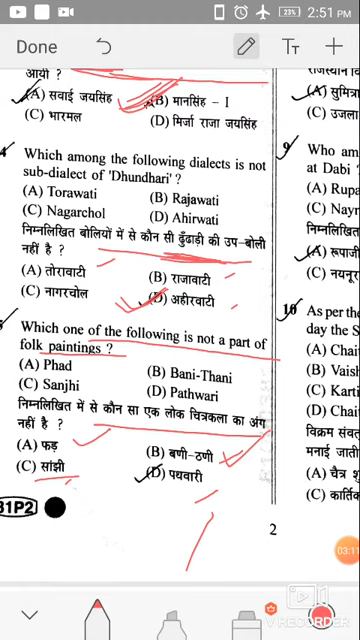 23% 2:51 PM
Done
आयी ?
(A) सवाई जयसिंह (B) मानसिंह – I
(C) भारमल (D) मिर्जा राजा जयसिंह
4 Which among the following dialects is not
sub-dialect of 'Dhundhari' ?
(A) Torawati (B) Rajawati
(C) Nagarchol (D) Ahirwati
निम्नलिखित बोलियों में से कौन सी ढूँढाड़ी की उप-बोली
नहीं है ?
(A) तोरावाटी (B) राजावाटी
(C) नागरचोल (D) अहीरवाटी
Which one of the following is not a part of
folk paintings ?
(A) Phad (B) Bani-Thani
(C) Sanjhi (D) Pathwari
निम्नलिखित में से कौन सा एक लोक चित्रकला का अंग
नहीं है ?
(A) फड़ (B) बणी-ठणी
(C) सांझी (D) पथवारी
31P2
2
राजस्थान
(A) सुमित्रा
(C) उजला
9 Who am
at Dabi
(A) Rupa
(C) Nayn
निम्नलिखित
(A) रूपाजी
(C) नयनूर
10 As per the
day the S
(A) Chai
(B) Vaish
(C) Karti
(D) Chai
विक्रम संवत
मनाई जाती
(A) चैत्र शु
(C) कार्तिक
03:11
V RECORDER